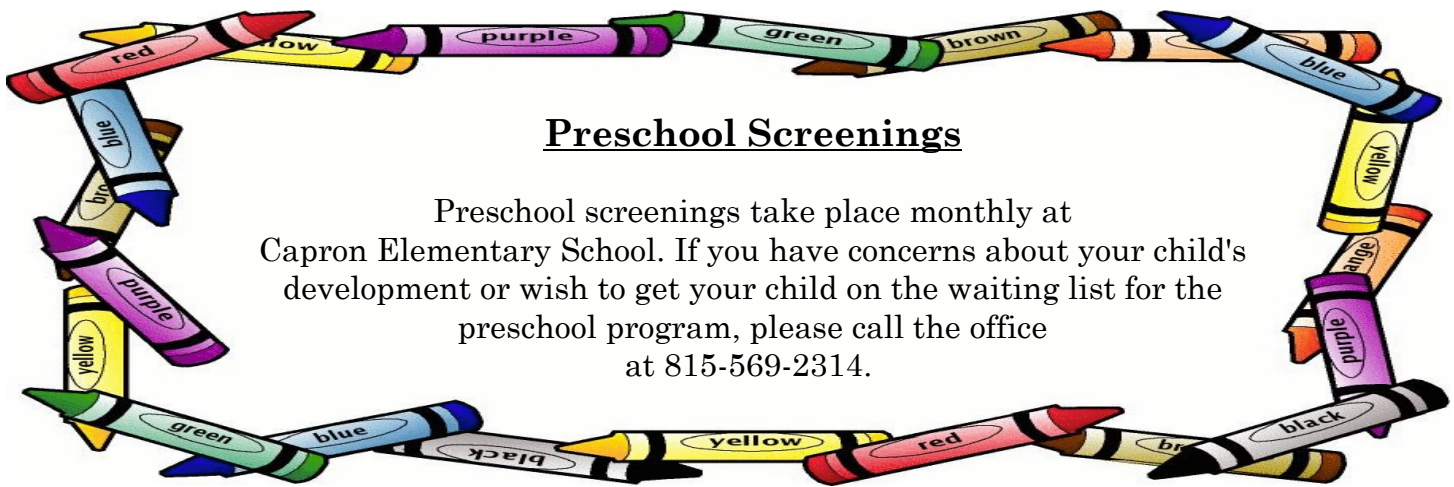 red
yellow
purple
green
brown
blue
blue
yellow
Preschool Screenings
Preschool screenings take place monthly at
Capron Elementary School. If you have concerns about your child's
development or wish to get your child on the waiting list for the
preschool program, please call the office
at 815-569-2314.
purple
yellow
purple
green
blue
black
yellow
red
black